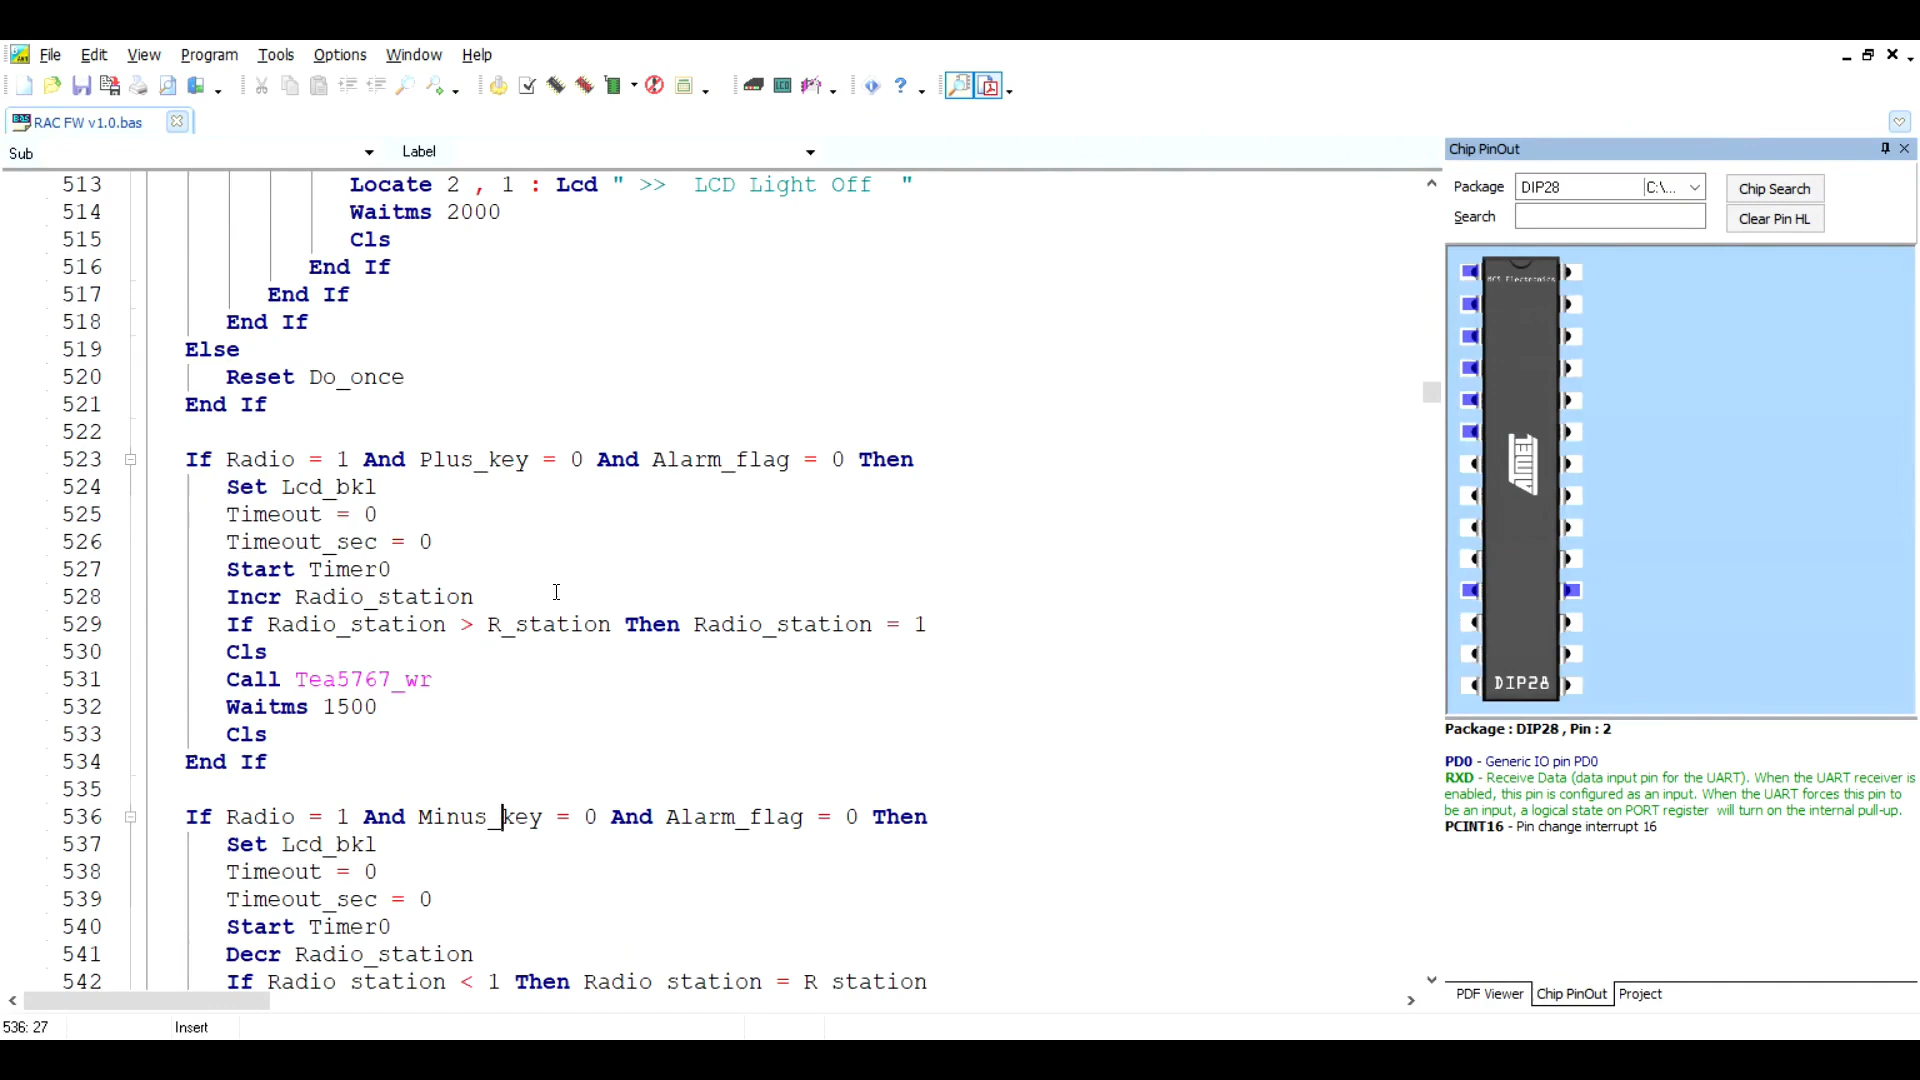 File Edit View Program Tools Options Window Help
RAC FW v1.0.bas
Sub Label
513 Locate 2 , 1 : Lcd " >>  LCD Light Off  "
514 Waitms 2000
515 Cls
516 End If
517 End If
518 End If
519 Else
520 Reset Do_once
521 End If
522
523 If Radio = 1 And Plus_key = 0 And Alarm_flag = 0 Then
524 Set Lcd_bkl
525 Timeout = 0
526 Timeout_sec = 0
527 Start Timer0
528 Incr Radio_station
529 If Radio_station > R_station Then Radio_station = 1
530 Cls
531 Call Tea5767_wr
532 Waitms 1500
533 Cls
534 End If
535
536 If Radio = 1 And Minus_key = 0 And Alarm_flag = 0 Then
537 Set Lcd_bkl
538 Timeout = 0
539 Timeout_sec = 0
540 Start Timer0
541 Decr Radio_station
542 If Radio station < 1 Then Radio station = R station
536: 27 Insert
Chip PinOut
Package DIP28 C:\... Chip Search
Search Clear Pin HL
MCS Electronics
ATMEL
DIP28
Package : DIP28 , Pin : 2
PD0 - Generic IO pin PD0
RXD - Receive Data (data input pin for the UART). When the UART receiver is
enabled, this pin is configured as an input. When the UART forces this pin to
be an input, a logical state on PORT register will turn on the internal pull-up.
PCINT16 - Pin change interrupt 16
PDF Viewer Chip PinOut Project